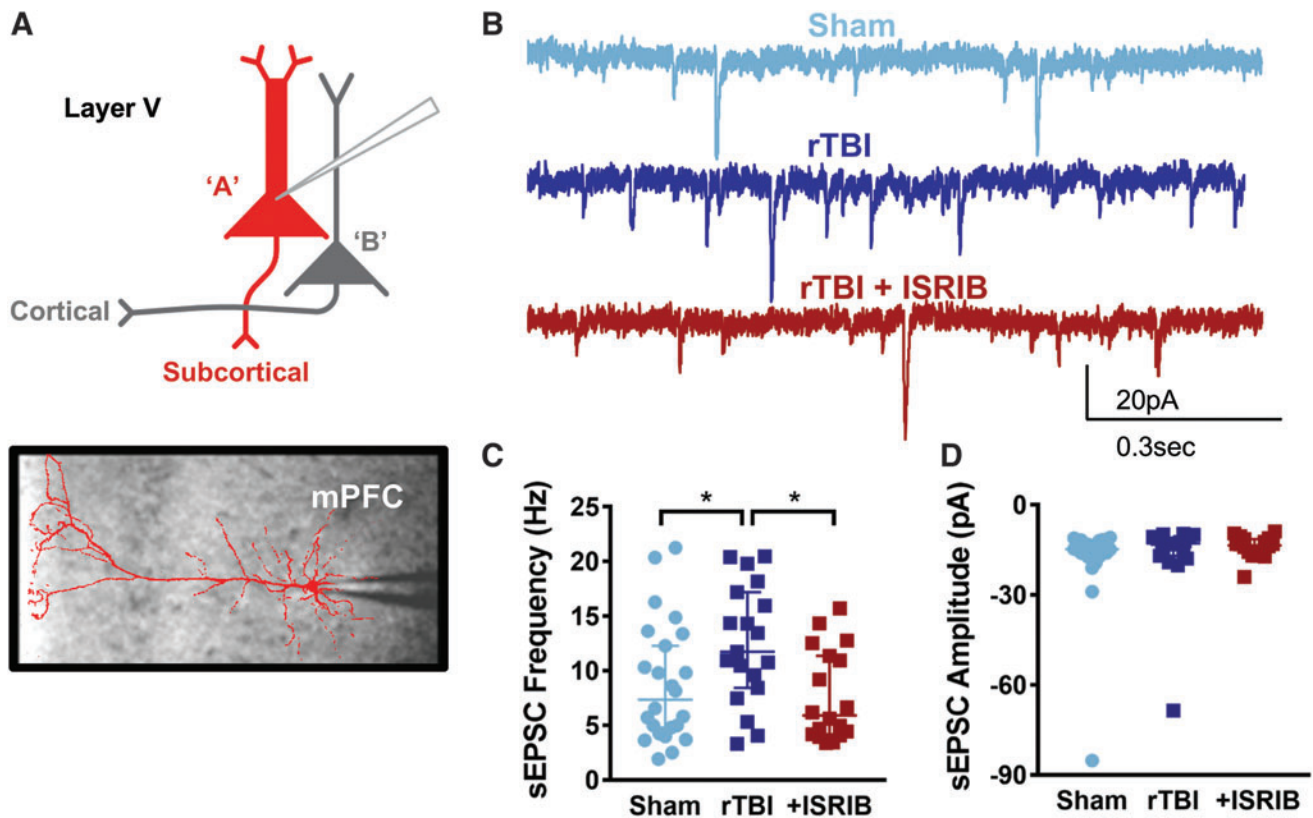 A
Layer V
'A'
'B'
Cortical
Subcortical
mPFC
B
Sham
rTBI
rTBI + ISRIB
20pA
0.3sec
C
sEPSC Frequency (Hz)
25
20
15
10
5
0
* *
Sham rTBI +ISRIB
D
sEPSC Amplitude (pA)
0
-30
-60
-90
Sham rTBI +ISRIB